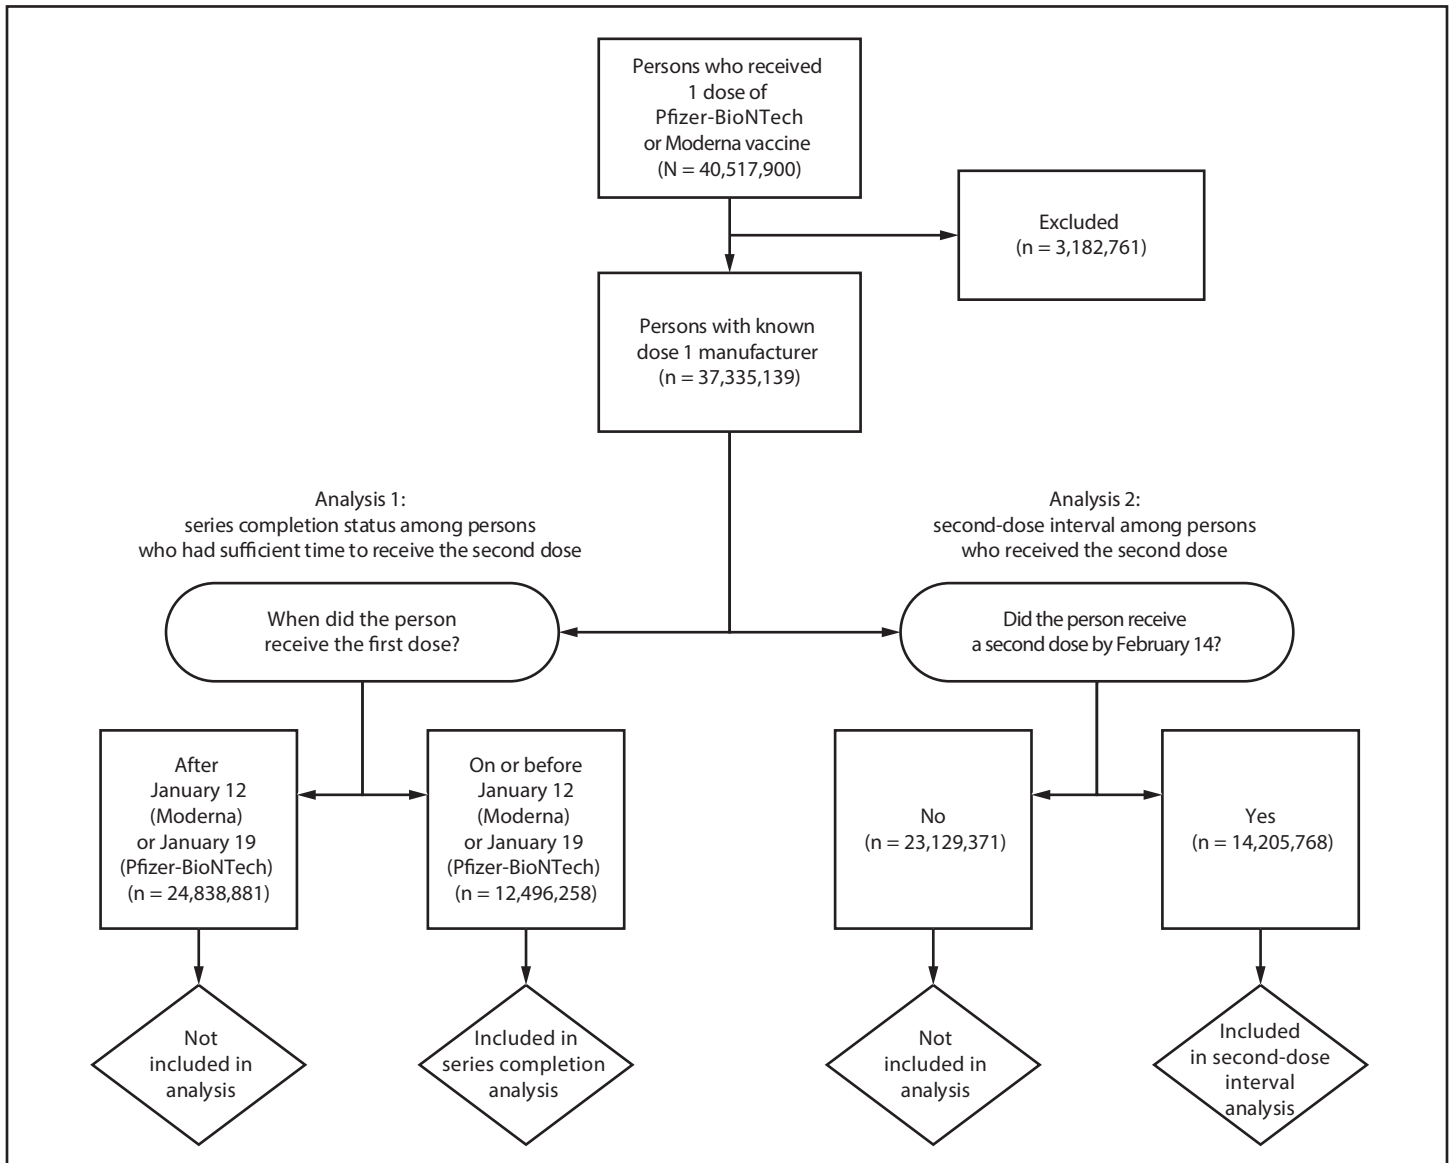 Persons who received
1 dose of
Pfizer-BioNTech
or Moderna vaccine
(N = 40,517,900)
Excluded
(n = 3,182,761)
Persons with known
dose 1 manufacturer
(n = 37,335,139)
Analysis 1:
series completion status among persons
who had sufficient time to receive the second dose
Analysis 2:
second-dose interval among persons
who received the second dose
When did the person
receive the first dose?
Did the person receive
a second dose by February 14?
After
January 12
(Moderna)
or January 19
(Pfizer-BioNTech)
(n = 24,838,881)
On or before
January 12
(Moderna)
or January 19
(Pfizer-BioNTech)
(n = 12,496,258)
No
(n = 23,129,371)
Yes
(n = 14,205,768)
Not
included in
analysis
Included in
series completion
analysis
Not
included in
analysis
Included
in second-dose
interval
analysis